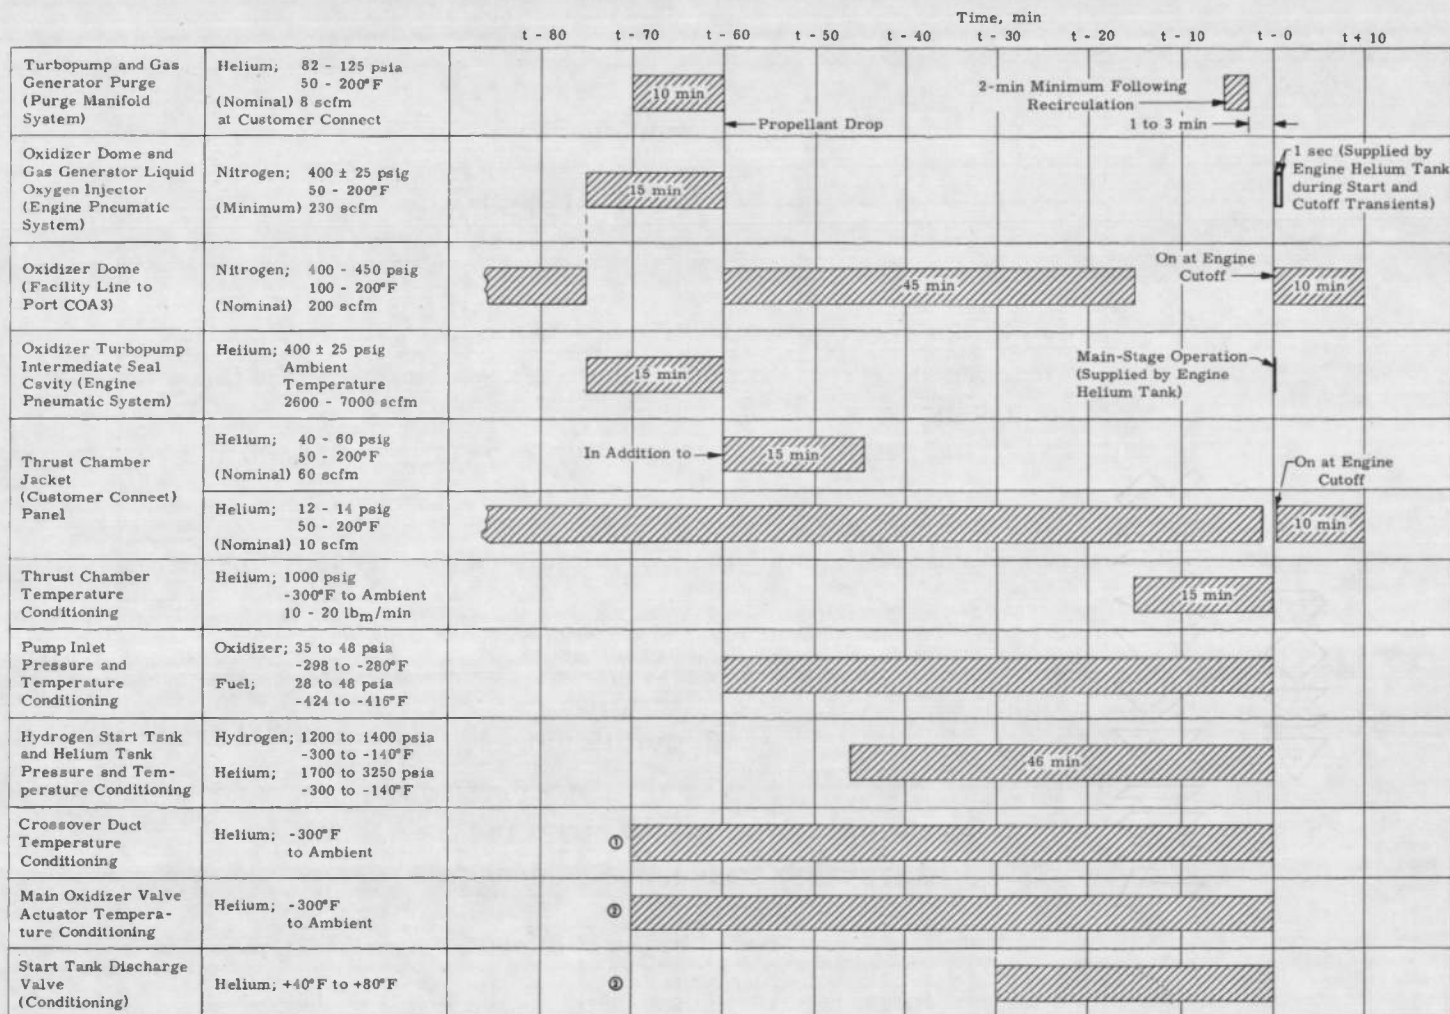 Time, min
t - 80 t - 70 t - 60 t - 50 t - 40 t - 30 t - 20 t - 10 t - 0 t + 10
Turbopump and Gas
Generator Purge
(Purge Manifold
System)
Helium; 82 - 125 psia
50 - 200°F
(Nominal) 8 scfm
at Customer Connect
10 min
Propellant Drop
2-min Minimum Following
Recirculation
1 to 3 min
Oxidizer Dome and
Gas Generator Liquid
Oxygen Injector
(Engine Pneumatic
System)
Nitrogen; 400 ± 25 psig
50 - 200°F
(Minimum) 230 scfm
15 min
1 sec (Supplied by
Engine Helium Tank
during Start and
Cutoff Transients)
Oxidizer Dome
(Facility Line to
Port COA3)
Nitrogen; 400 - 450 psig
100 - 200°F
(Nominal) 200 scfm
45 min
On at Engine
Cutoff
10 min
Oxidizer Turbopump
Intermediate Seal
Cavity (Engine
Pneumatic System)
Helium; 400 ± 25 psig
Ambient
Temperature
2600 - 7000 scfm
15 min
Main-Stage Operation
(Supplied by Engine
Helium Tank)
Thrust Chamber
Jacket
(Customer Connect)
Panel
Helium; 40 - 60 psig
50 - 200°F
(Nominal) 60 scfm
In Addition to
15 min
Helium; 12 - 14 psig
50 - 200°F
(Nominal) 10 scfm
On at Engine
Cutoff
10 min
Thrust Chamber
Temperature
Conditioning
Helium; 1000 psig
-300°F to Ambient
10 - 20 lbm/min
15 min
Pump Inlet
Pressure and
Temperature
Conditioning
Oxidizer; 35 to 48 psia
-298 to -280°F
Fuel; 28 to 48 psia
-424 to -416°F
Hydrogen Start Tank
and Helium Tank
Pressure and Tem-
perature Conditioning
Hydrogen; 1200 to 1400 psia
-300 to -140°F
Helium; 1700 to 3250 psia
-300 to -140°F
46 min
Crossover Duct
Temperature
Conditioning
Helium; -300°F
to Ambient
①
Main Oxidizer Valve
Actuator Tempera-
ture Conditioning
Helium; -300°F
to Ambient
②
Start Tank Discharge
Valve
(Conditioning)
Helium; +40°F to +80°F
③